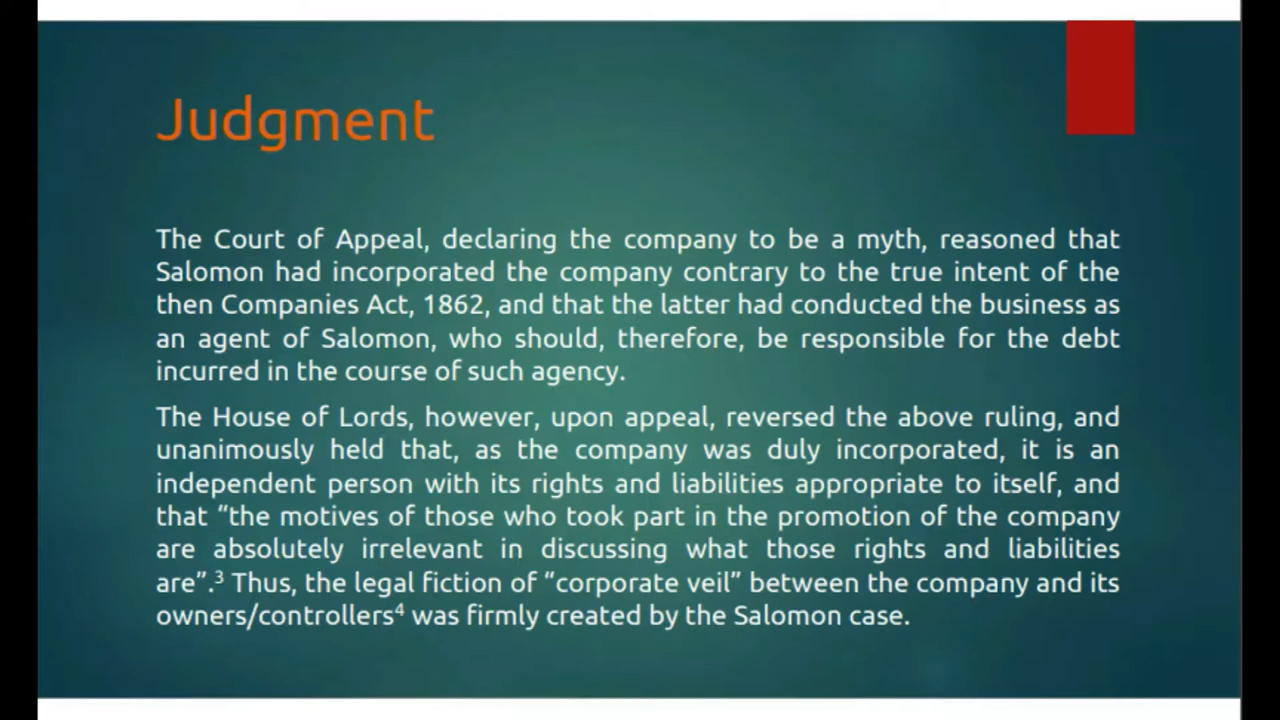 Judgment
The Court of Appeal, declaring the company to be a myth, reasoned that
Salomon had incorporated the company contrary to the true intent of the
then Companies Act, 1862, and that the latter had conducted the business as
an agent of Salomon, who should, therefore, be responsible for the debt
incurred in the course of such agency.
The House of Lords, however, upon appeal, reversed the above ruling, and
unanimously held that, as the company was duly incorporated, it is an
independent person with its rights and liabilities appropriate to itself, and
that “the motives of those who took part in the promotion of the company
are absolutely irrelevant in discussing what those rights and liabilities
are”.³ Thus, the legal fiction of “corporate veil” between the company and its
owners/controllers⁴ was firmly created by the Salomon case.